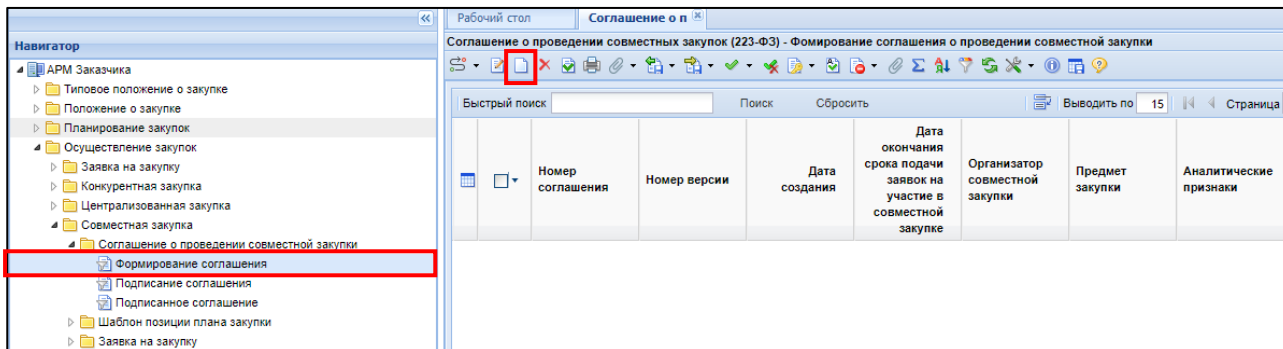 Рабочий стол
Соглашение о п
Навигатор
Соглашение о проведении совместных закупок (223-ФЗ) - Фомирование соглашения о проведении совместной закупки
АРМ Заказчика
Типовое положение о закупке
Положение о закупке
Планирование закупок
Осуществление закупок
Заявка на закупку
Конкурентная закупка
Централизованная закупка
Совместная закупка
Соглашение о проведении совместной закупки
Формирование соглашения
Подписание соглашения
Подписанное соглашение
Шаблон позиции плана закупки
Заявка на закупку
Быстрый поиск
Поиск
Сбросить
Выводить по 15
Страница
Номер
соглашения
Номер версии
Дата
создания
Дата
окончания
срока подачи
заявок на
участие в
совместной
закупке
Организатор
совместной
закупки
Предмет
закупки
Аналитические
признаки